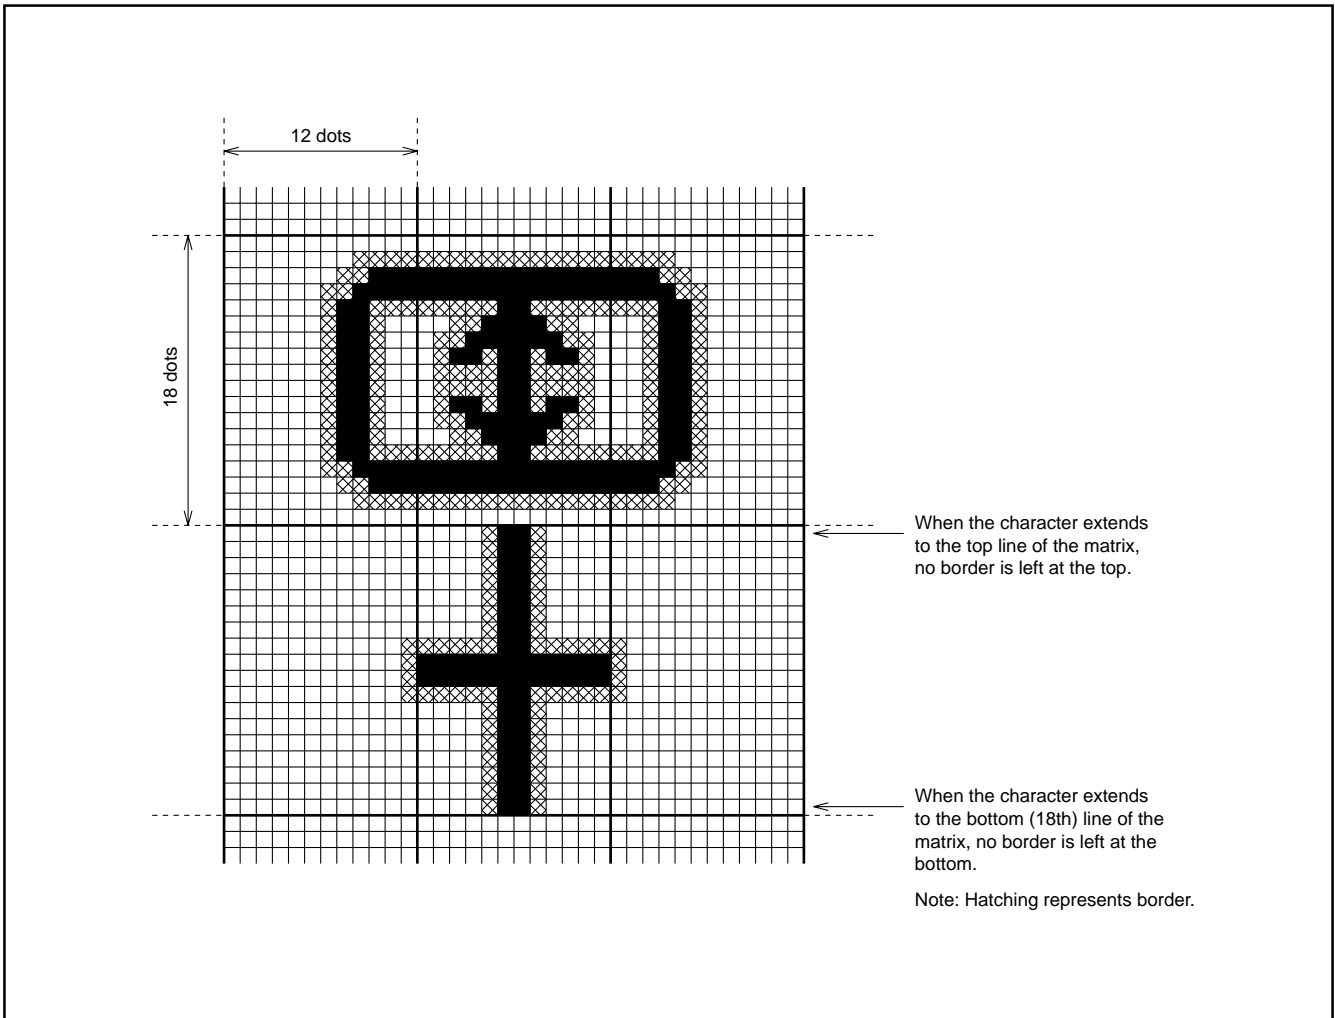 12 dots
18 dots
When the character extends
to the top line of the matrix,
no border is left at the top.
When the character extends
to the bottom (18th) line of the
matrix, no border is left at the
bottom.
Note: Hatching represents border.